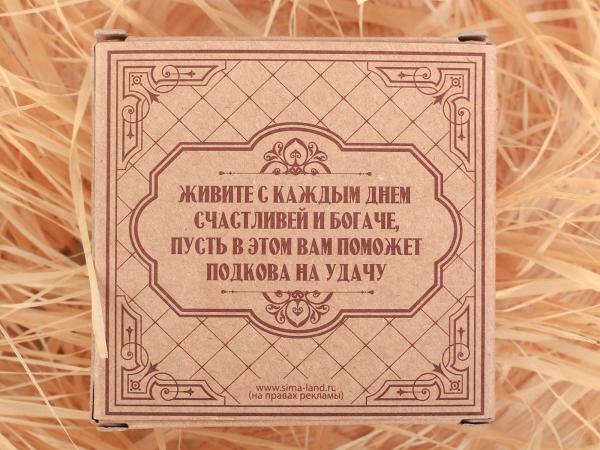 ЖИВИТЕ С КАЖДЫМ ДНЕМ
СЧАСТЛИВЕЙ И БОГАЧЕ,
ПУСТЬ В ЭТОМ ВАМ ПОМОЖЕТ
ПОДКОВА НА УДАЧУ
www.sima-land.ru
(на правах рекламы)